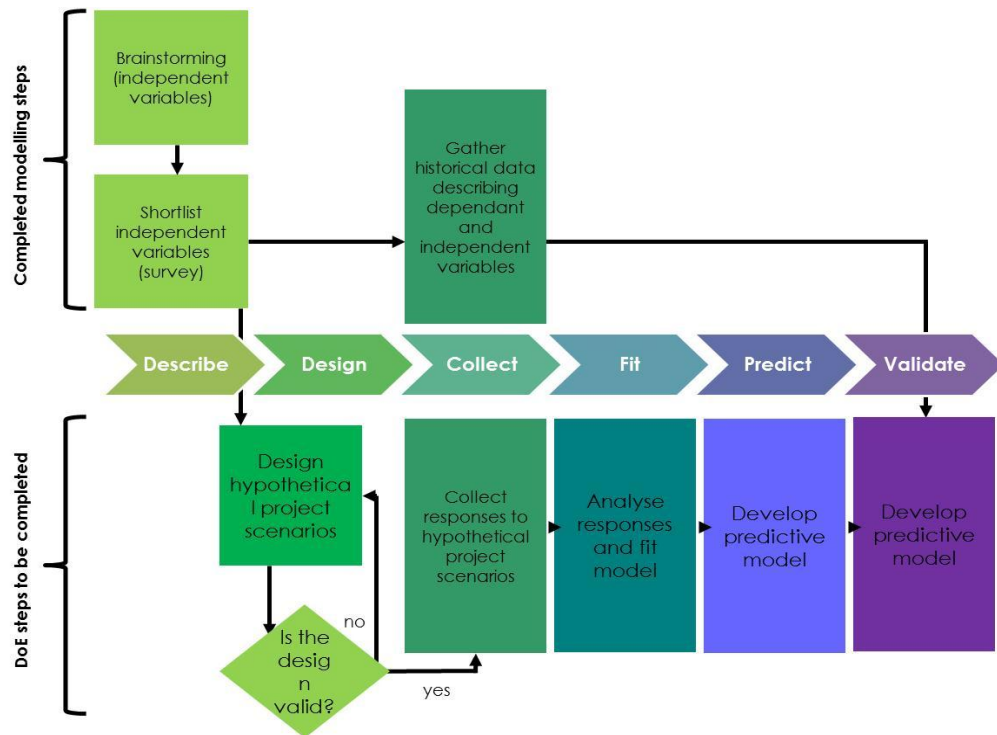 Completed modelling steps
Brainstorming
(independent
variables)
Shortlist
independent
variables
(survey)
Gather
historical data
describing
dependant
and
independent
variables
Describe
Design
Collect
Fit
Predict
Validate
DoE steps to be completed
Design
hypothetica
l project
scenarios
Is the
desig
n
valid?
no
yes
Collect
responses to
hypothetical
project
scenarios
Analyse
responses
and fit
model
Develop
predictive
model
Develop
predictive
model